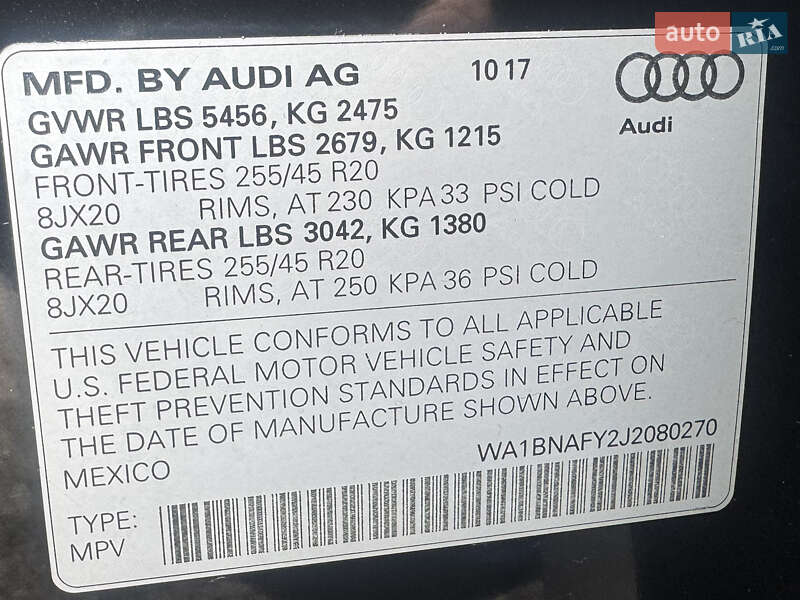 auto RIA.com
MFD. BY AUDI AG 10 17
Audi
GVWR LBS 5456, KG 2475
GAWR FRONT LBS 2679, KG 1215
FRONT-TIRES 255/45 R20
8JX20 RIMS, AT 230 KPA 33 PSI COLD
GAWR REAR LBS 3042, KG 1380
REAR-TIRES 255/45 R20
8JX20 RIMS, AT 250 KPA 36 PSI COLD
THIS VEHICLE CONFORMS TO ALL APPLICABLE
U.S. FEDERAL MOTOR VEHICLE SAFETY AND
THEFT PREVENTION STANDARDS IN EFFECT ON
THE DATE OF MANUFACTURE SHOWN ABOVE.
MEXICO WA1BNAFY2J2080270
TYPE:
MPV